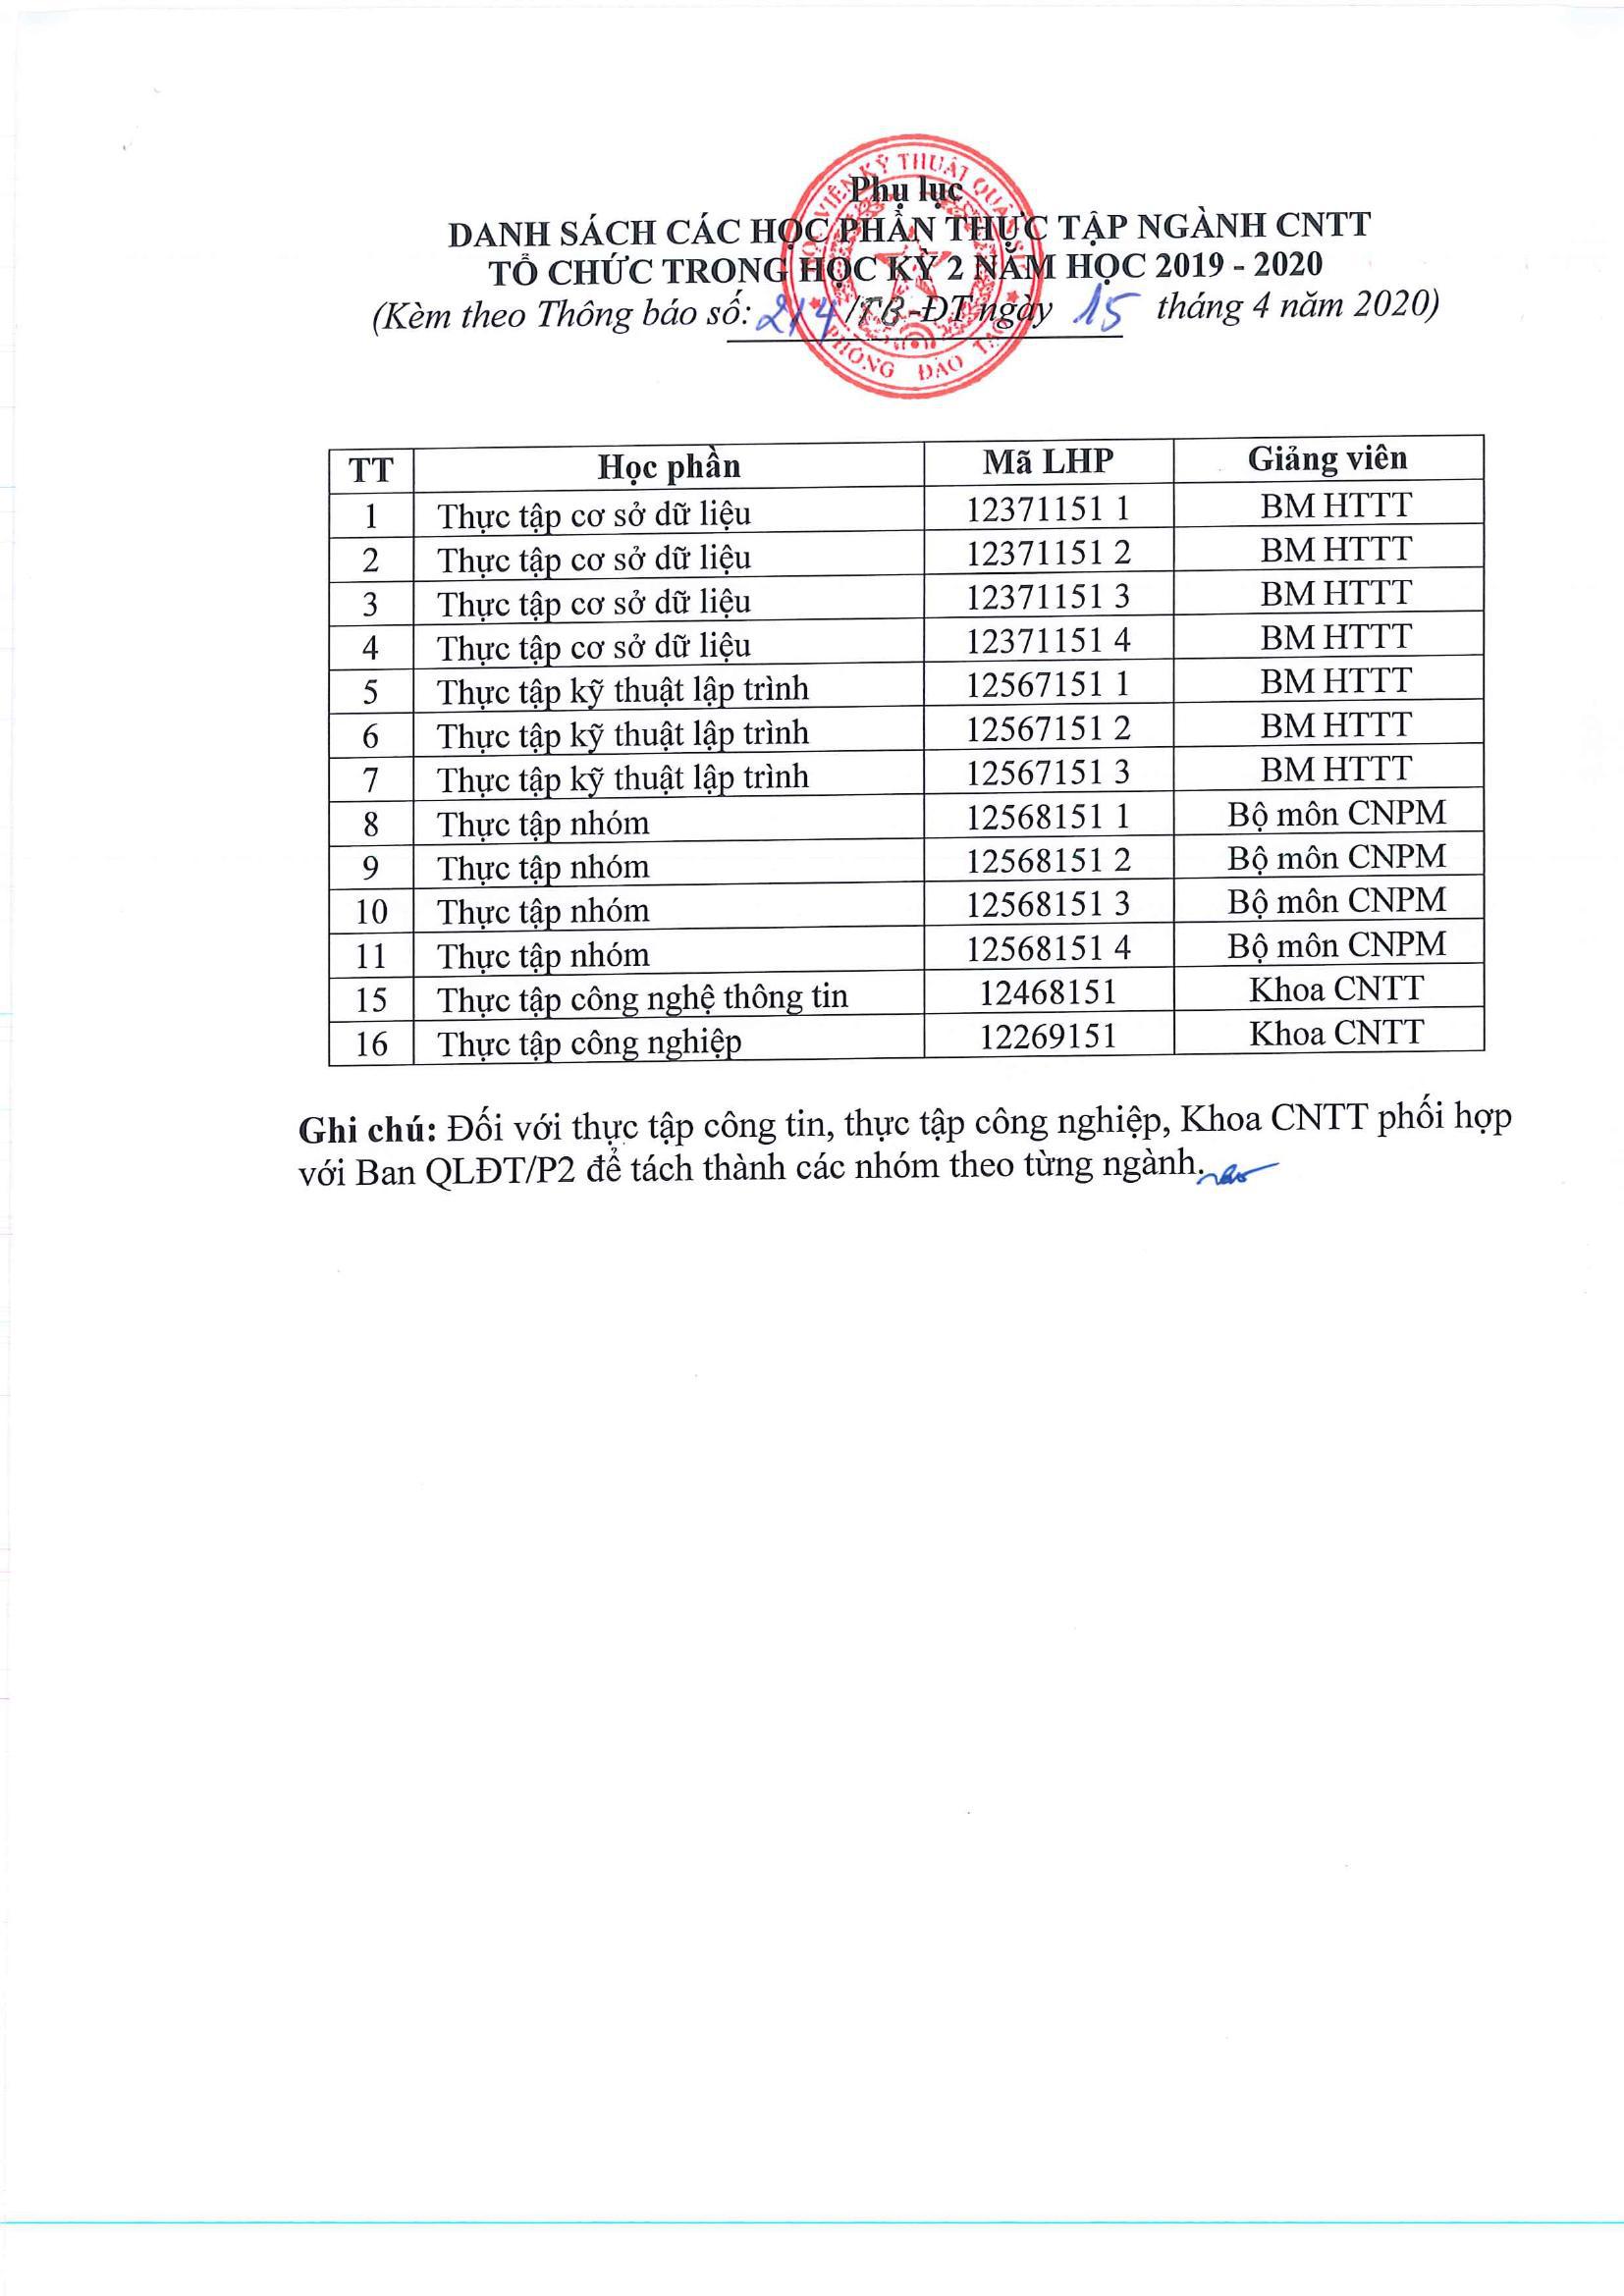 Phụ lục
DANH SÁCH CÁC HỌC PHẦN THỰC TẬP NGÀNH CNTT
TỔ CHỨC TRONG HỌC KỲ 2 NĂM HỌC 2019 - 2020
(Kèm theo Thông báo số: 214 /TB-ĐT ngày 15 tháng 4 năm 2020)
HỌC VIỆN KỸ THUẬT QUÂN SỰ
PHÒNG ĐÀO TẠO
TT Học phần Mã LHP Giảng viên
1 Thực tập cơ sở dữ liệu 12371151 1 BM HTTT
2 Thực tập cơ sở dữ liệu 12371151 2 BM HTTT
3 Thực tập cơ sở dữ liệu 12371151 3 BM HTTT
4 Thực tập cơ sở dữ liệu 12371151 4 BM HTTT
5 Thực tập kỹ thuật lập trình 12567151 1 BM HTTT
6 Thực tập kỹ thuật lập trình 12567151 2 BM HTTT
7 Thực tập kỹ thuật lập trình 12567151 3 BM HTTT
8 Thực tập nhóm 12568151 1 Bộ môn CNPM
9 Thực tập nhóm 12568151 2 Bộ môn CNPM
10 Thực tập nhóm 12568151 3 Bộ môn CNPM
11 Thực tập nhóm 12568151 4 Bộ môn CNPM
15 Thực tập công nghệ thông tin 12468151 Khoa CNTT
16 Thực tập công nghiệp 12269151 Khoa CNTT
Ghi chú: Đối với thực tập công tin, thực tập công nghiệp, Khoa CNTT phối hợp
với Ban QLĐT/P2 để tách thành các nhóm theo từng ngành.